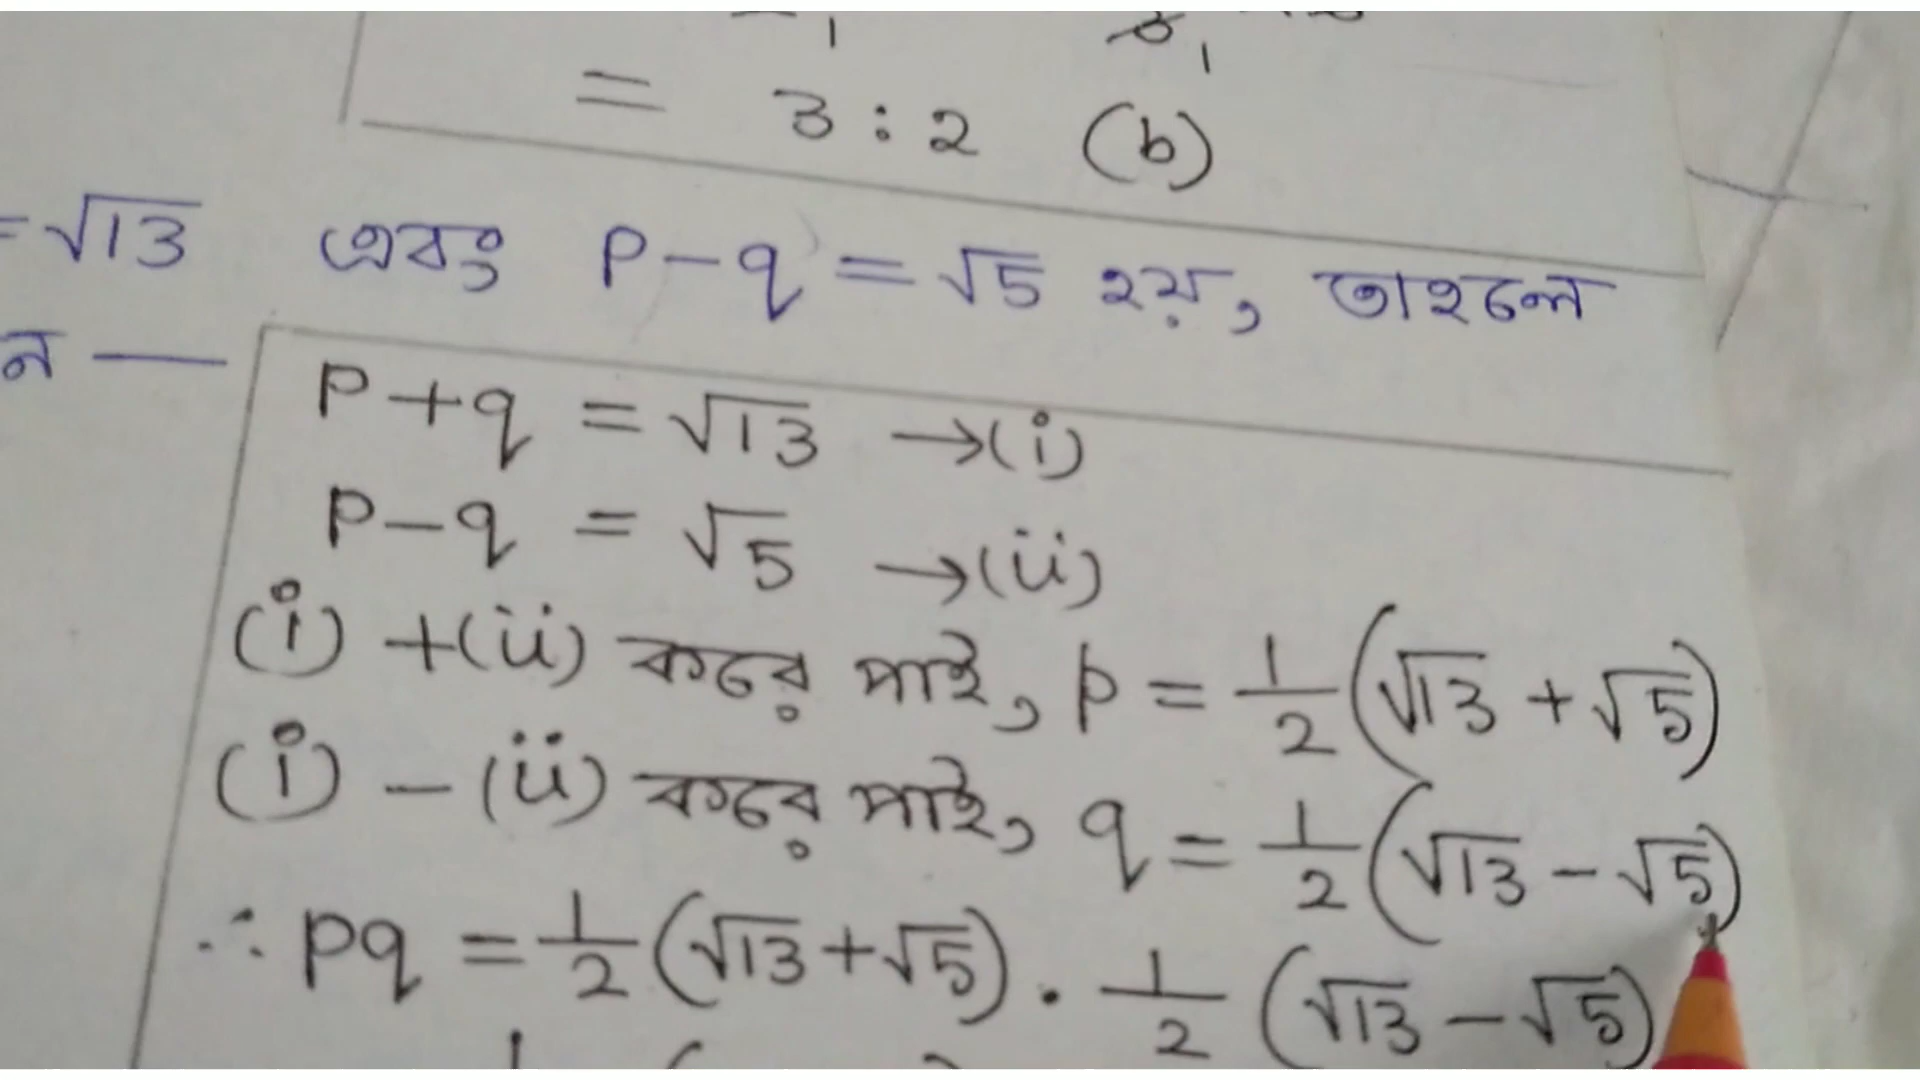 = 3 : 2 (b)
= √13 এবং P - q = √5 হয়, তাহলে
ন —
P + q = √13 → (i)
P - q = √5 → (ii)
(i) + (ii) করে পাই, p = 1/2 (√13 + √5)
(i) - (ii) করে পাই, q = 1/2 (√13 - √5)
∴ pq = 1/2 (√13 + √5) · 1/2 (√13 - √5)